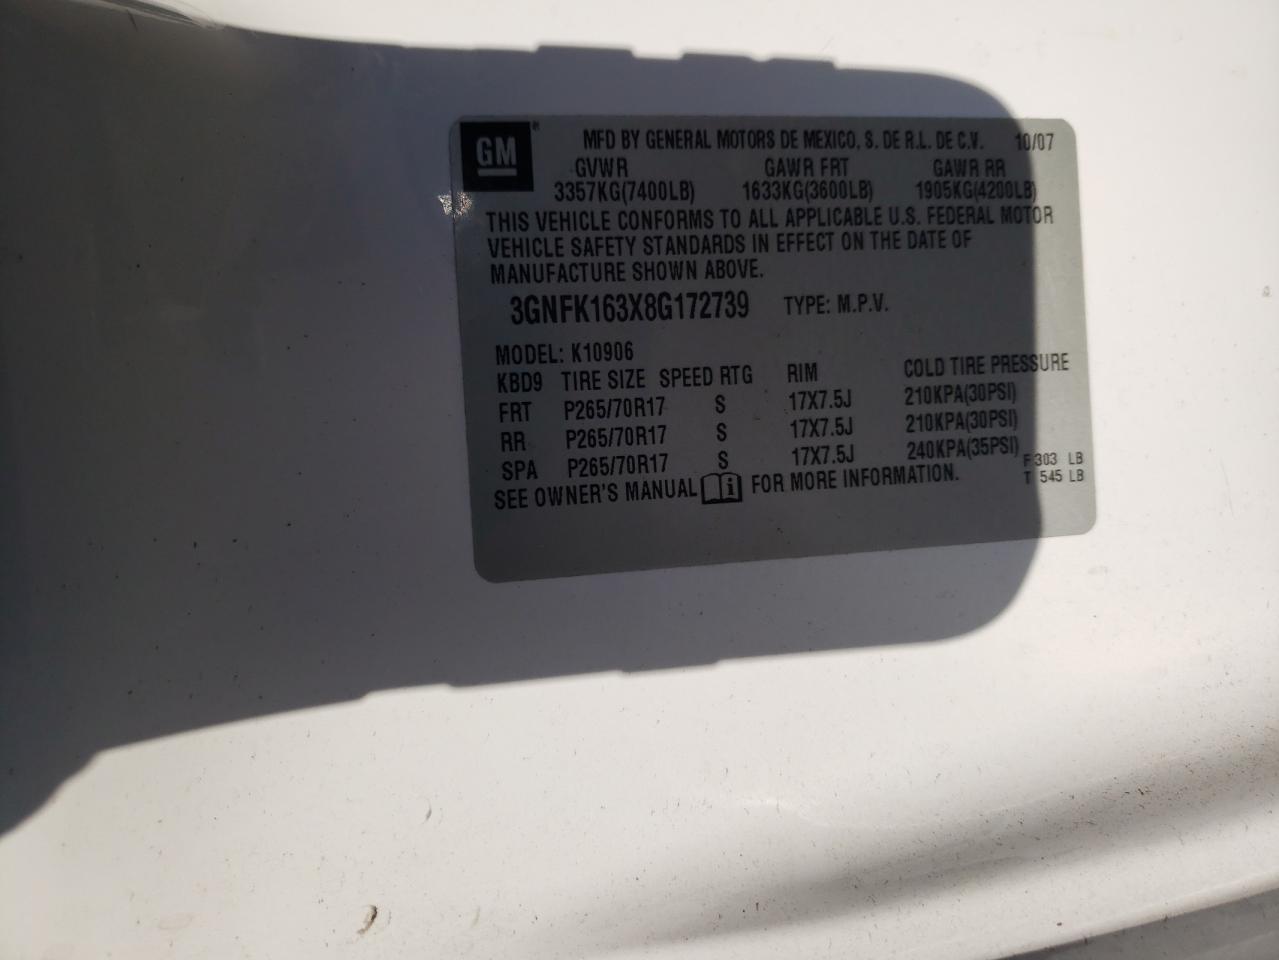 GM ® MFD BY GENERAL MOTORS DE MEXICO, S. DE R.L. DE C.V. 10/07
GVWR GAWR FRT GAWR RR
3357KG(7400LB) 1633KG(3600LB) 1905KG(4200LB)
THIS VEHICLE CONFORMS TO ALL APPLICABLE U.S. FEDERAL MOTOR
VEHICLE SAFETY STANDARDS IN EFFECT ON THE DATE OF
MANUFACTURE SHOWN ABOVE.
3GNFK163X8G172739 TYPE: M.P.V.
MODEL: K10906
KBD9 TIRE SIZE SPEED RTG RIM COLD TIRE PRESSURE
FRT P265/70R17 S 17X7.5J 210KPA(30PSI)
RR P265/70R17 S 17X7.5J 210KPA(30PSI)
SPA P265/70R17 S 17X7.5J 240KPA(35PSI)
F 303 LB
SEE OWNER'S MANUAL i FOR MORE INFORMATION. T 545 LB